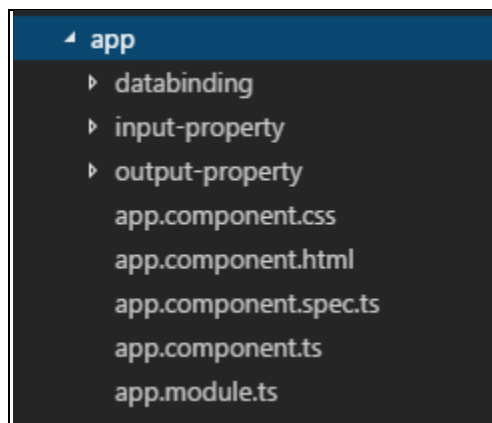 app
databinding
input-property
output-property
app.component.css
app.component.html
app.component.spec.ts
app.component.ts
app.module.ts